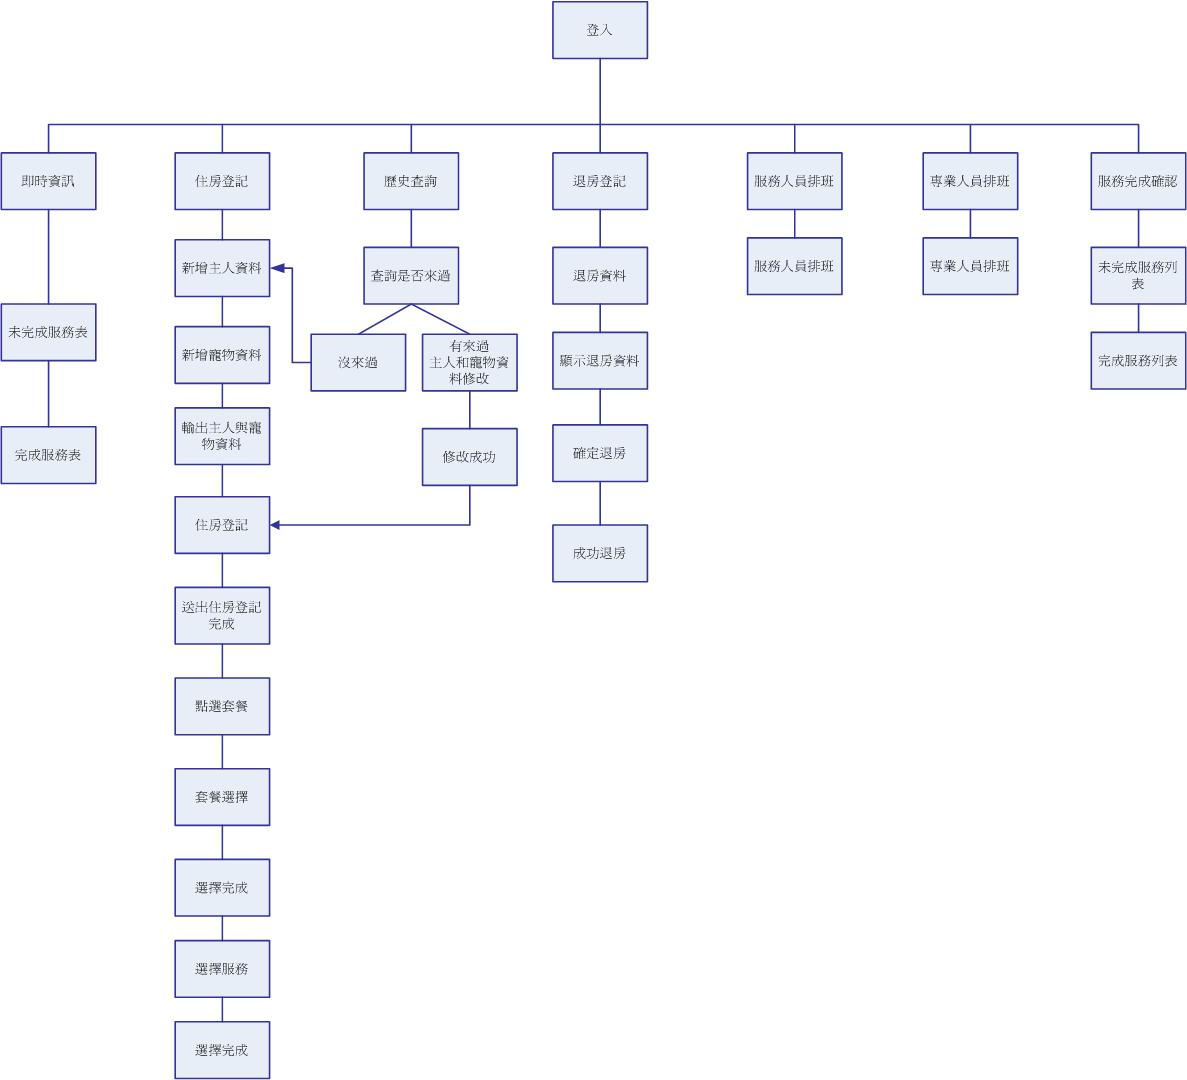 登入
即時資訊
住房登記
歷史查詢
退房登記
服務人員排班
專業人員排班
服務完成確認
新增主人資料
查詢是否來過
退房資料
服務人員排班
專業人員排班
未完成服務列
表
未完成服務表
新增寵物資料
沒來過
有來過
主人和寵物資
料修改
顯示退房資料
完成服務列表
輸出主人與寵
物資料
完成服務表
修改成功
確定退房
住房登記
成功退房
送出住房登記
完成
點選套餐
套餐選擇
選擇完成
選擇服務
選擇完成